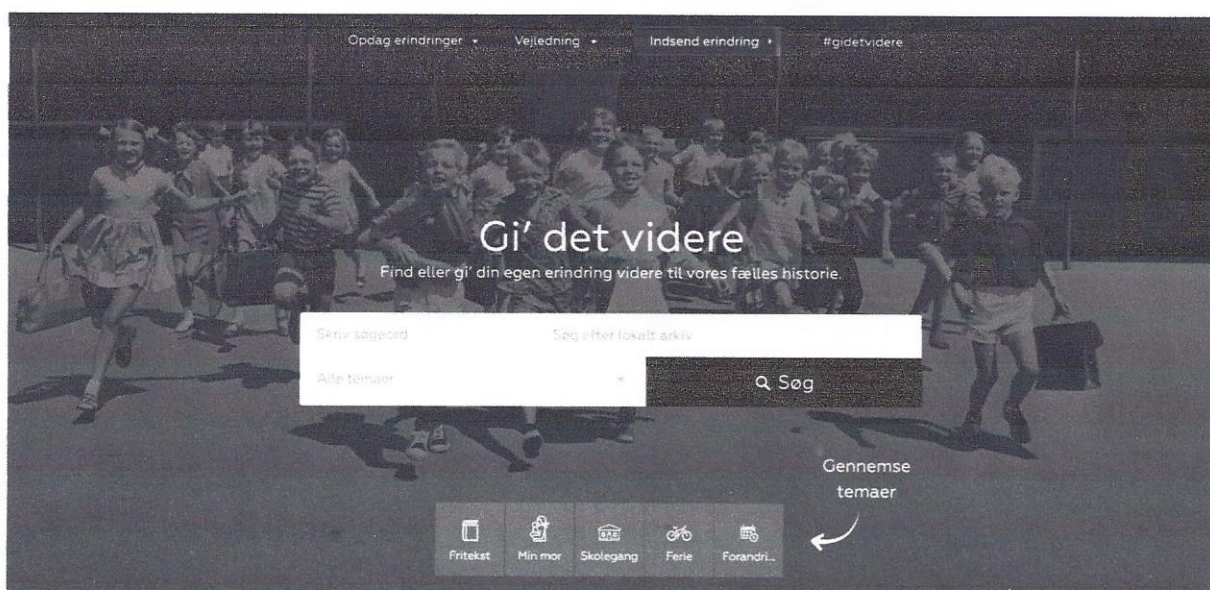 Opdag erindringer Vejledning Indsend erindring #gidetvidere
Gi' det videre
Find eller gi' din egen erindring videre til vores fælles historie.
Skriv søgeord Søg efter lokalt arkiv
Alle temaer Søg
Gennemse
temaer
Fritekst Min mor Skolegang Ferie Forandri...